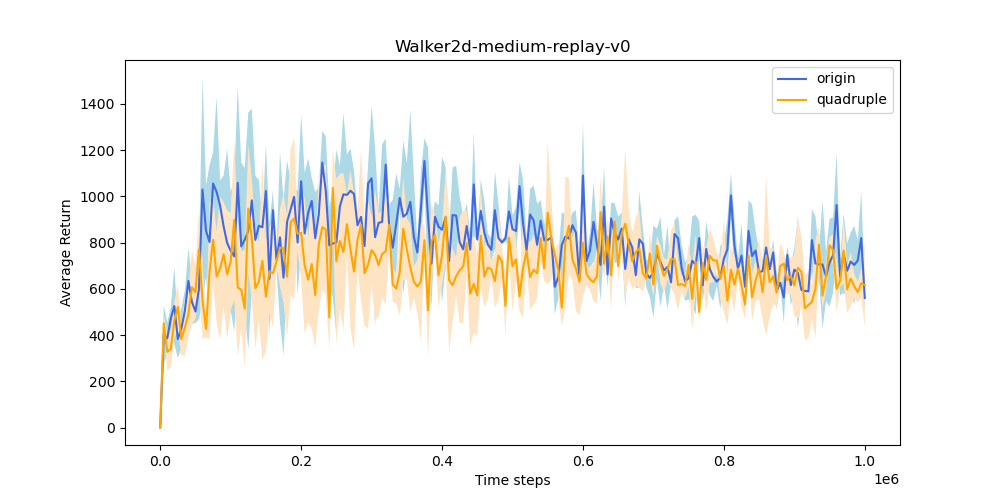 Walker2d-medium-replay-v0
origin
quadruple
1400
1200
1000
800
600
400
200
0
Average Return
0.0 0.2 0.4 0.6 0.8 1.0
1e6
Time steps